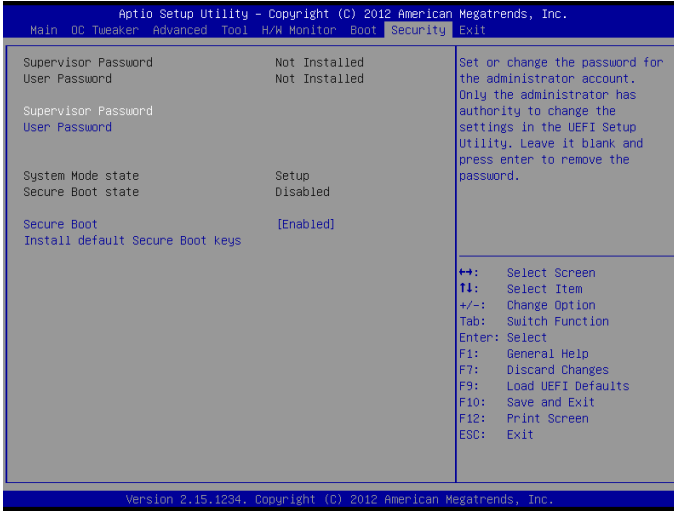 Aptio Setup Utility – Copyright (C) 2012 American Megatrends, Inc.
Main OC Tweaker Advanced Tool H/W Monitor Boot Security Exit
Supervisor Password Not Installed
User Password Not Installed
Supervisor Password
User Password
System Mode state Setup
Secure Boot state Disabled
Secure Boot [Enabled]
Install default Secure Boot keys
Set or change the password for
the administrator account.
Only the administrator has
authority to change the
settings in the UEFI Setup
Utility. Leave it blank and
press enter to remove the
password.
↔: Select Screen
↑↓: Select Item
+/-: Change Option
Tab: Switch Function
Enter: Select
F1: General Help
F7: Discard Changes
F9: Load UEFI Defaults
F10: Save and Exit
F12: Print Screen
ESC: Exit
Version 2.15.1234. Copyright (C) 2012 American Megatrends, Inc.